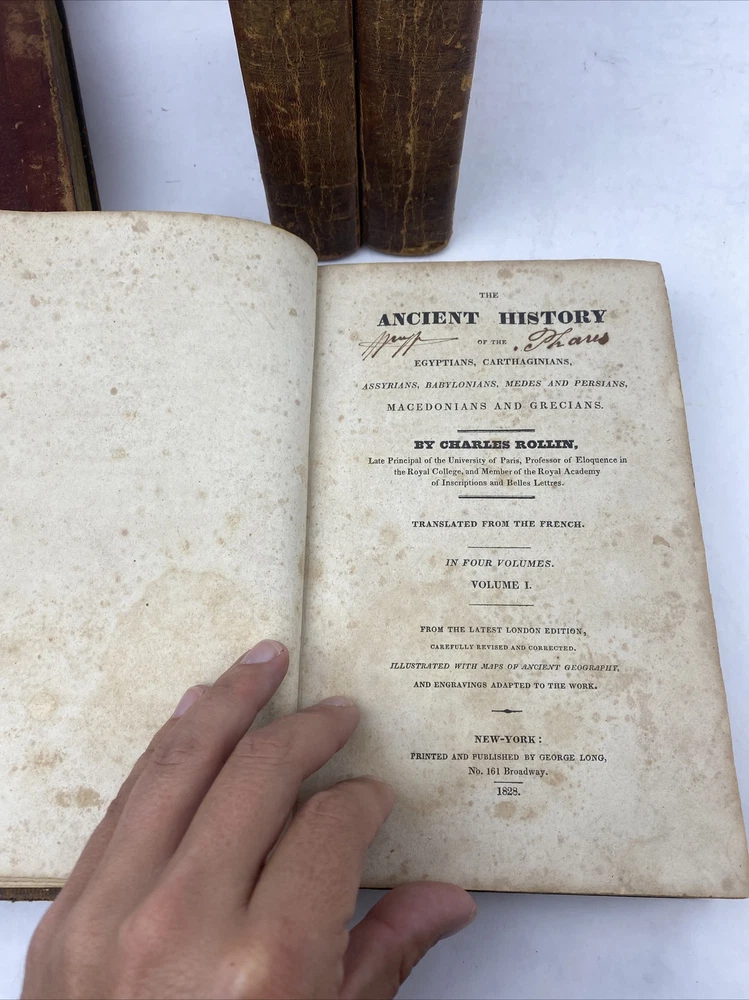 THE
ANCIENT HISTORY
OF THE
Phares
EGYPTIANS, CARTHAGINIANS,
ASSYRIANS, BABYLONIANS, MEDES AND PERSIANS,
MACEDONIANS AND GRECIANS.
BY CHARLES ROLLIN,
Late Principal of the University of Paris, Professor of Eloquence in
the Royal College, and Member of the Royal Academy
of Inscriptions and Belles Lettres.
TRANSLATED FROM THE FRENCH.
IN FOUR VOLUMES.
VOLUME I.
FROM THE LATEST LONDON EDITION,
CAREFULLY REVISED AND CORRECTED.
ILLUSTRATED WITH MAPS OF ANCIENT GEOGRAPHY,
AND ENGRAVINGS ADAPTED TO THE WORK.
NEW-YORK:
PRINTED AND PUBLISHED BY GEORGE LONG,
No. 161 Broadway.
1828.